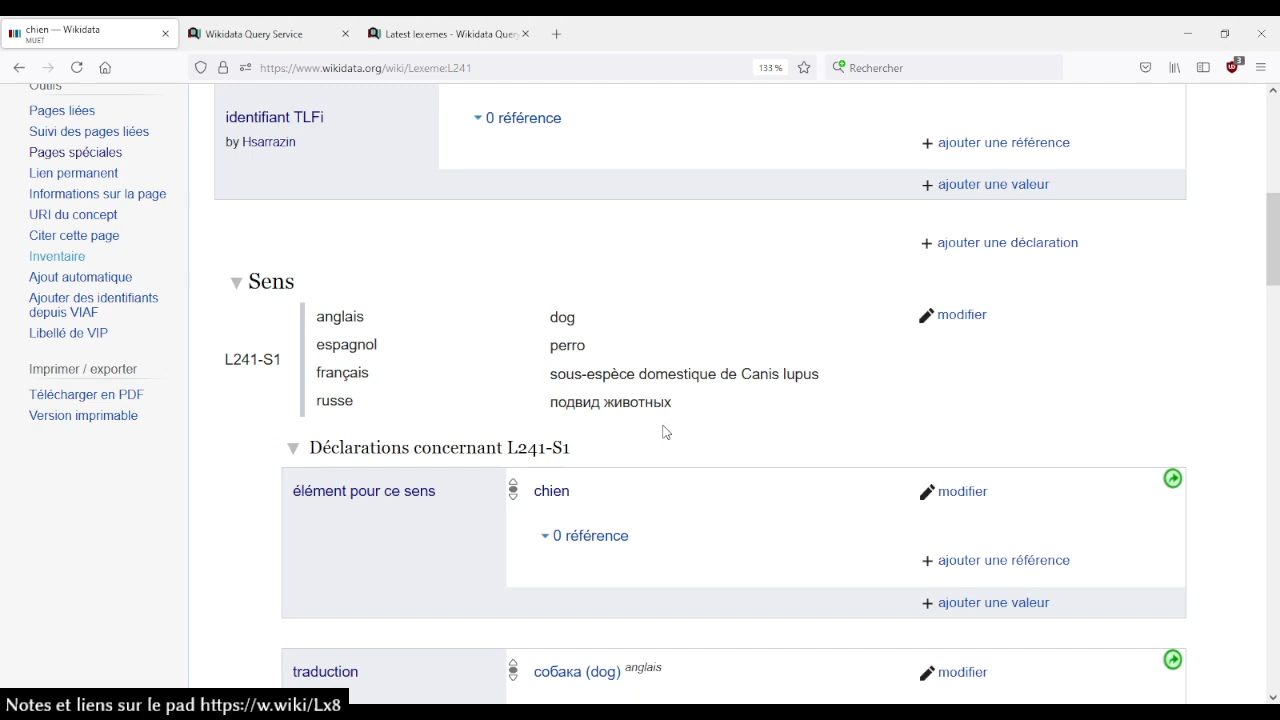 chien — Wikidata
MUET
Wikidata Query Service
Latest lexemes - Wikidata Query
https://www.wikidata.org/wiki/Lexeme:L241
133 %
Rechercher
3
Outils
Pages liées
Suivi des pages liées
Pages spéciales
Lien permanent
Informations sur la page
URI du concept
Citer cette page
Inventaire
Ajout automatique
Ajouter des identifiants
depuis VIAF
Libellé de VIP
Imprimer / exporter
Télécharger en PDF
Version imprimable
identifiant TLFi
by Hsarrazin
0 référence
+ ajouter une référence
+ ajouter une valeur
+ ajouter une déclaration
Sens
L241-S1
anglais dog
espagnol perro
français sous-espèce domestique de Canis lupus
russe подвид животных
modifier
Déclarations concernant L241-S1
élément pour ce sens
chien
modifier
0 référence
+ ajouter une référence
+ ajouter une valeur
traduction
собака (dog) anglais
modifier
Notes et liens sur le pad https://w.wiki/Lx8